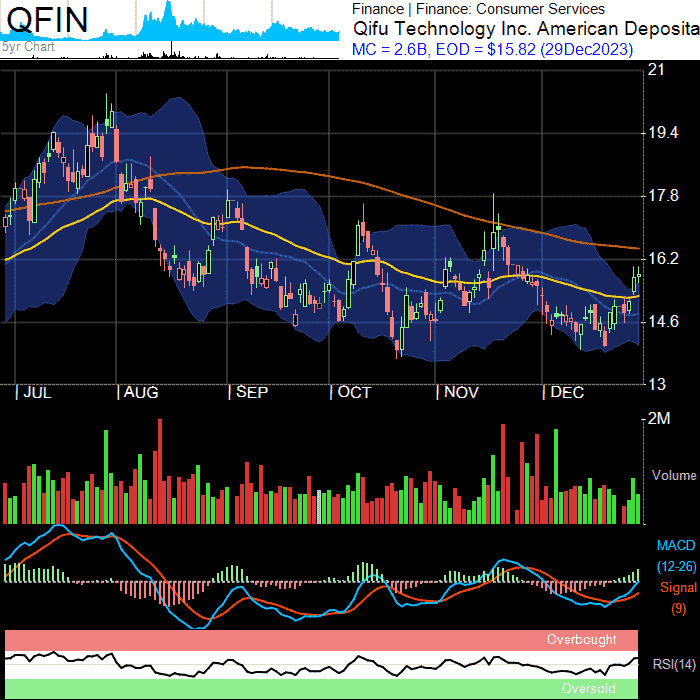 QFIN
5yr Chart
Finance | Finance: Consumer Services
Qifu Technology Inc. American Deposita
MC = 2.6B, EOD = $15.82 (29Dec2023)
21
19.4
17.8
16.2
14.6
13
JUL AUG SEP OCT NOV DEC
2M
Volume
MACD
(12-26)
Signal
(9)
Overbought
RSI(14)
Oversold